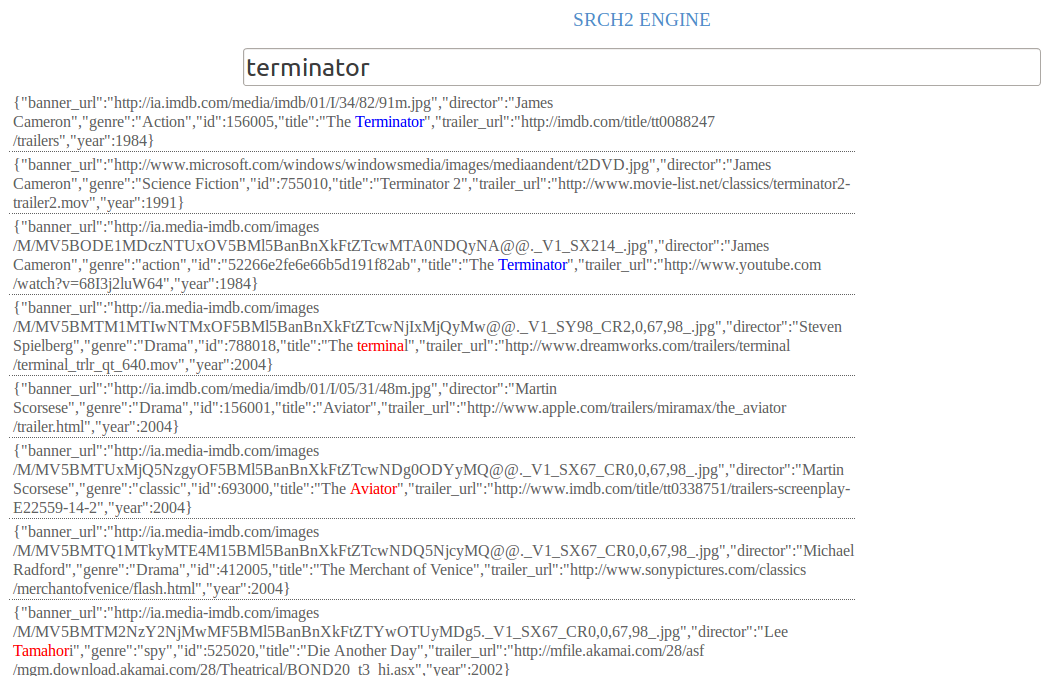 SRCH2 ENGINE
terminator
{"banner_url":"http://ia.imdb.com/media/imdb/01/I/34/82/91m.jpg","director":"James
Cameron","genre":"Action","id":156005,"title":"The Terminator","trailer_url":"http://imdb.com/title/tt0088247
/trailers","year":1984}
{"banner_url":"http://www.microsoft.com/windows/windowsmedia/images/mediaandent/t2DVD.jpg","director":"James
Cameron","genre":"Science Fiction","id":755010,"title":"Terminator 2","trailer_url":"http://www.movie-list.net/classics/terminator2-
trailer2.mov","year":1991}
{"banner_url":"http://ia.media-imdb.com/images
/M/MV5BODE1MDczNTUxOV5BMl5BanBnXkFtZTcwMTA0NDQyNA@@._V1_SX214_.jpg","director":"James
Cameron","genre":"action","id":"52266e2fe6e66b5d191f82ab","title":"The Terminator","trailer_url":"http://www.youtube.com
/watch?v=68I3j2luW64","year":1984}
{"banner_url":"http://ia.media-imdb.com/images
/M/MV5BMTM1MTIwNTMxOF5BMl5BanBnXkFtZTcwNjIxMjQyMw@@._V1_SY98_CR2,0,67,98_.jpg","director":"Steven
Spielberg","genre":"Drama","id":788018,"title":"The terminal","trailer_url":"http://www.dreamworks.com/trailers/terminal
/terminal_trlr_qt_640.mov","year":2004}
{"banner_url":"http://ia.imdb.com/media/imdb/01/I/05/31/48m.jpg","director":"Martin
Scorsese","genre":"Drama","id":156001,"title":"Aviator","trailer_url":"http://www.apple.com/trailers/miramax/the_aviator
/trailer.html","year":2004}
{"banner_url":"http://ia.media-imdb.com/images
/M/MV5BMTUxMjQ5NzgyOF5BMl5BanBnXkFtZTcwNDg0ODYyMQ@@._V1_SX67_CR0,0,67,98_.jpg","director":"Martin
Scorsese","genre":"classic","id":693000,"title":"The Aviator","trailer_url":"http://www.imdb.com/title/tt0338751/trailers-screenplay-
E22559-14-2","year":2004}
{"banner_url":"http://ia.media-imdb.com/images
/M/MV5BMTQ1MTkyMTE4M15BMl5BanBnXkFtZTcwNDQ5NjcyMQ@@._V1_SX67_CR0,0,67,98_.jpg","director":"Michael
Radford","genre":"Drama","id":412005,"title":"The Merchant of Venice","trailer_url":"http://www.sonypictures.com/classics
/merchantofvenice/flash.html","year":2004}
{"banner_url":"http://ia.media-imdb.com/images
/M/MV5BMTM2NzY2NjMwMF5BMl5BanBnXkFtZTYwOTUyMDg5._V1_SX67_CR0,0,67,98_.jpg","director":"Lee
Tamahori","genre":"spy","id":525020,"title":"Die Another Day","trailer_url":"http://mfile.akamai.com/28/asf
/mgm.download.akamai.com/28/Theatrical/BOND20_t3_hi.asx","year":2002}